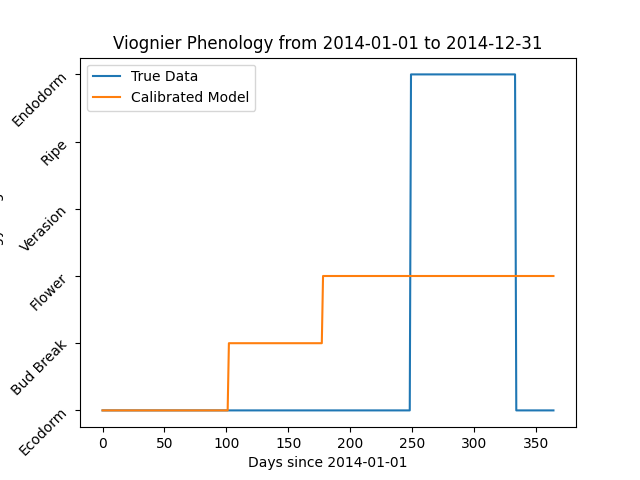 Viognier Phenology from 2014-01-01 to 2014-12-31
True Data
Calibrated Model
Endodorm
Ripe
Verasion
Flower
Bud Break
Ecodorm
0 50 100 150 200 250 300 350
Days since 2014-01-01